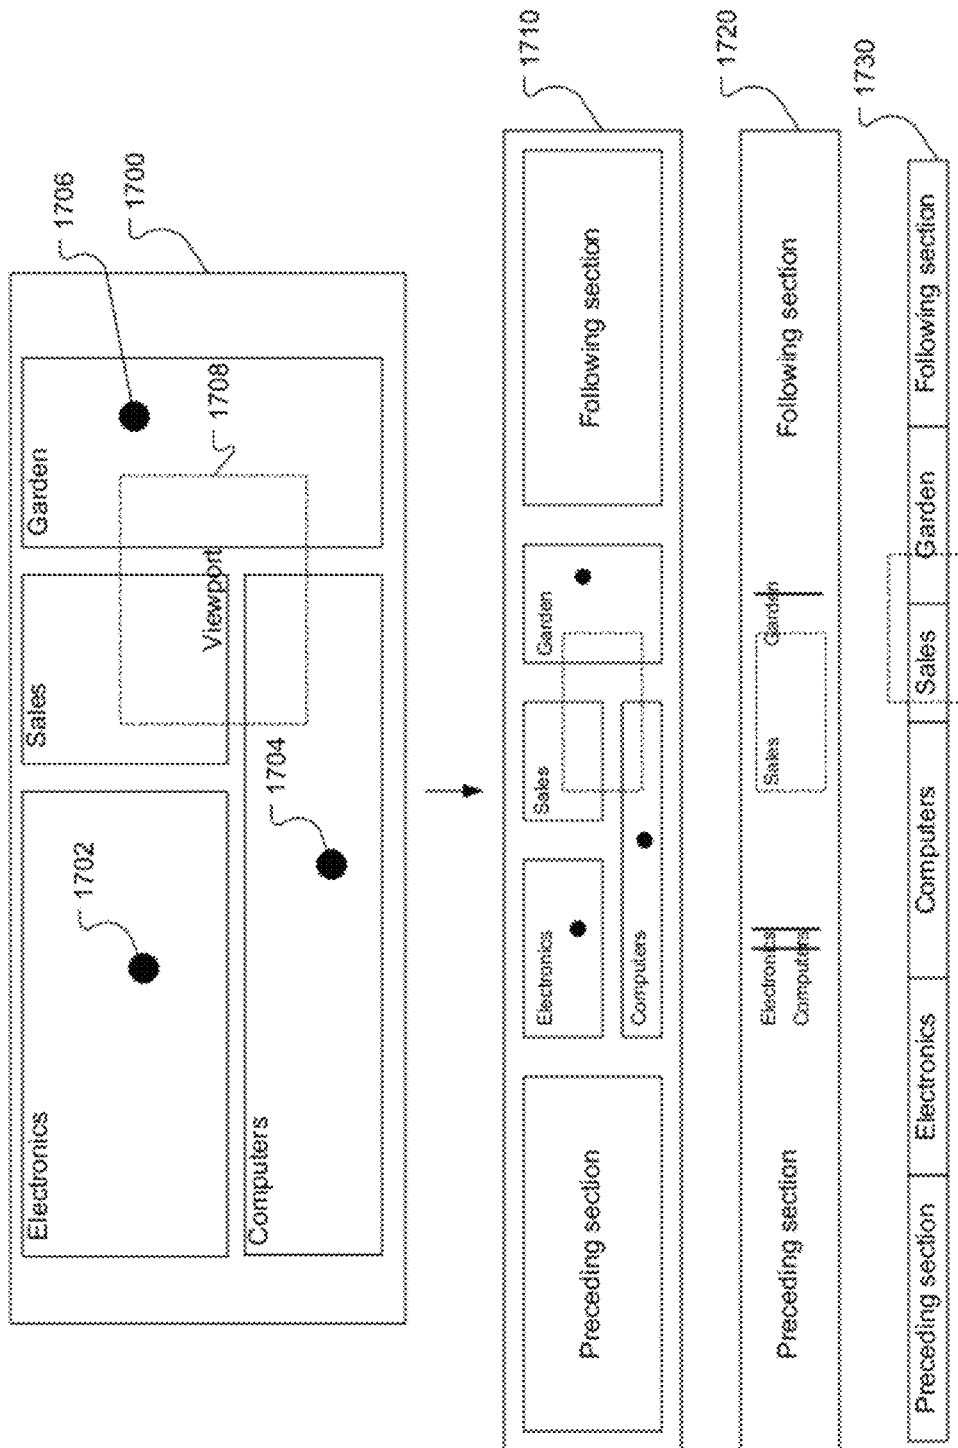 Electronics
1702
Sales
Garden
1706
1700
Viewport
1708
Computers
1704
Preceding section
Electronics
Computers
Sales
Garden
Following section
1710
Preceding section
Electronics
Computers
Sales
Garden
Following section
1720
Preceding section
Electronics
Computers
Sales
Garden
Following section
1730